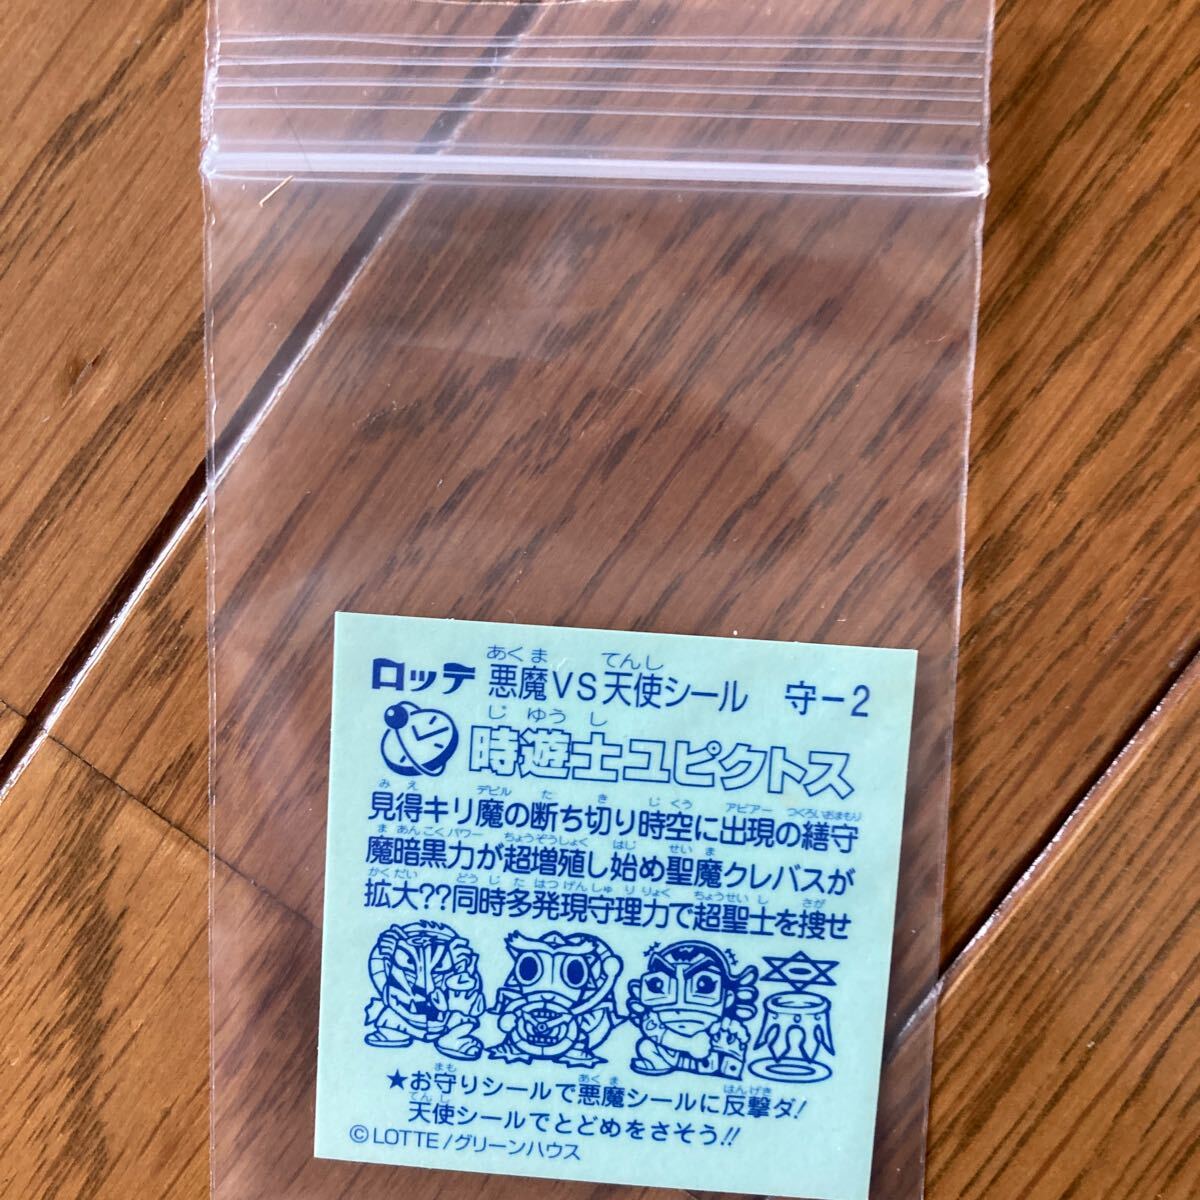 ロッテ 悪魔VS天使シール 守-2
あくま てんし
じゆうし
時遊士ユピクトス
みえ デビル た き じくう アピアー つくろいおまもり
見得キリ魔の断ち切り時空に出現の繕守
ま あんこくパワー ちょうぞうしょく はじ せいま
魔暗黒力が超増殖し始め聖魔クレバスが
かくだい どうじたはつげんしゅりりょく ちょうせいし さが
拡大??同時多発現守理力で超聖士を捜せ
まも あくま はんげき
★お守りシールで悪魔シールに反撃ダ!
てんし
天使シールでとどめをさそう!!
©LOTTE/グリーンハウス